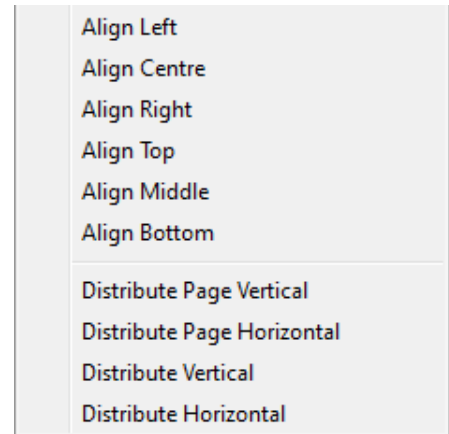 Align Left
Align Centre
Align Right
Align Top
Align Middle
Align Bottom
Distribute Page Vertical
Distribute Page Horizontal
Distribute Vertical
Distribute Horizontal